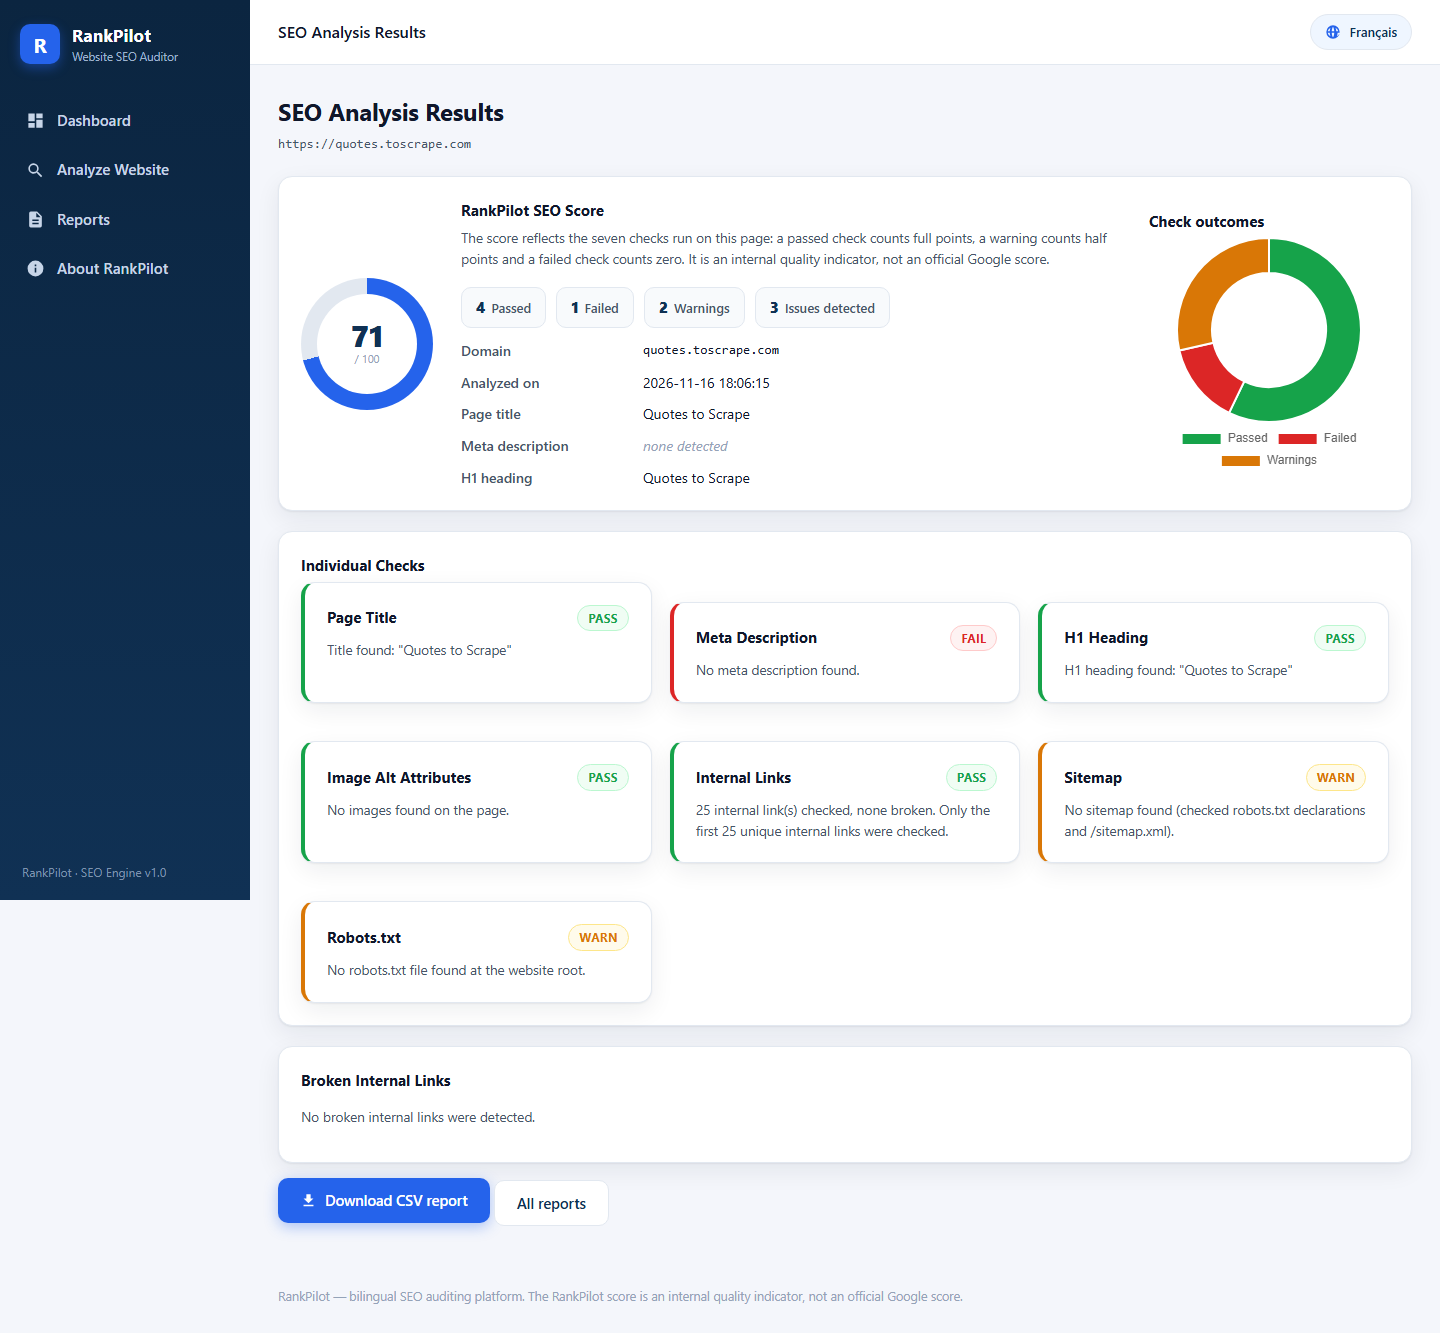 R
RankPilot
Website SEO Auditor
Dashboard
Analyze Website
Reports
About RankPilot
RankPilot · SEO Engine v1.0
SEO Analysis Results
Français
SEO Analysis Results
https://quotes.toscrape.com
71
/ 100
RankPilot SEO Score
The score reflects the seven checks run on this page: a passed check counts full points, a warning counts half
points and a failed check counts zero. It is an internal quality indicator, not an official Google score.
4 Passed
1 Failed
2 Warnings
3 Issues detected
Domain quotes.toscrape.com
Analyzed on 2026-11-16 18:06:15
Page title Quotes to Scrape
Meta description none detected
H1 heading Quotes to Scrape
Check outcomes
Passed Failed
Warnings
Individual Checks
Page Title PASS
Title found: "Quotes to Scrape"
Meta Description FAIL
No meta description found.
H1 Heading PASS
H1 heading found: "Quotes to Scrape"
Image Alt Attributes PASS
No images found on the page.
Internal Links PASS
25 internal link(s) checked, none broken. Only the
first 25 unique internal links were checked.
Sitemap WARN
No sitemap found (checked robots.txt declarations
and /sitemap.xml).
Robots.txt WARN
No robots.txt file found at the website root.
Broken Internal Links
No broken internal links were detected.
Download CSV report
All reports
RankPilot — bilingual SEO auditing platform. The RankPilot score is an internal quality indicator, not an official Google score.